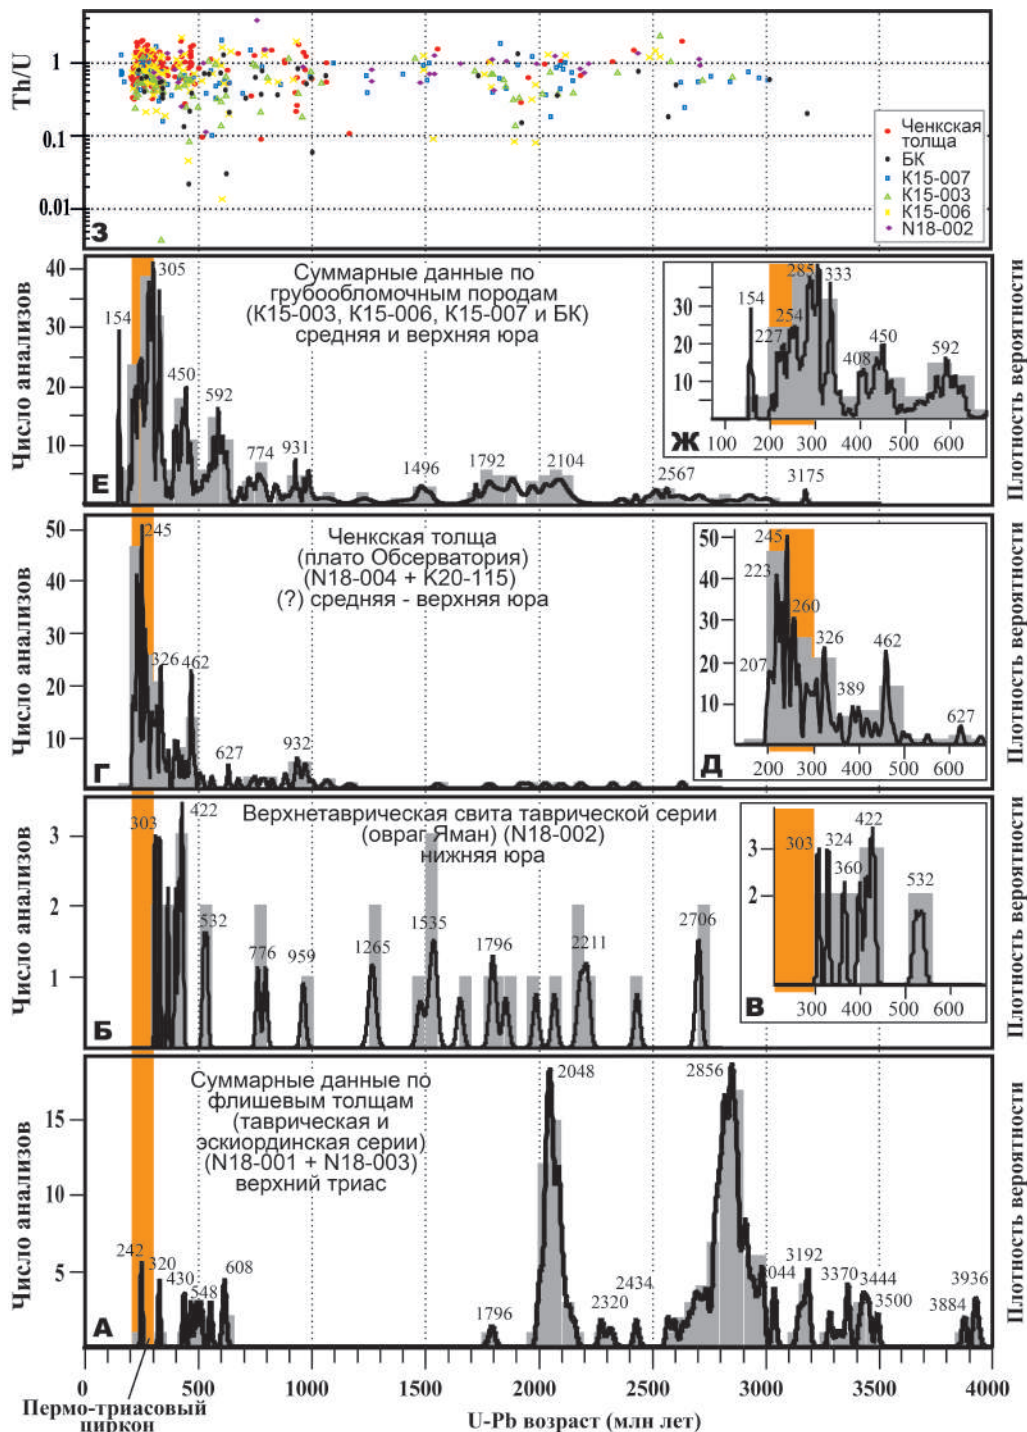 Th/U
1
0.1
0.01
З
Ченкская
толща
БК
К15-007
К15-003
К15-006
N18-002
Число анализов
40
30
20
10
Е
Суммарные данные по
грубообломочным породам
(К15-003, К15-006, К15-007 и БК)
средняя и верхняя юра
154
305
450
592
774
931
1496
1792
2104
2567
3175
Плотность вероятности
30
20
10
Ж
154
227
254
285
333
408
450
592
100 200 300 400 500 600
Число анализов
50
40
30
20
10
Г
Ченкская толща
(плато Обсерватория)
(N18-004 + K20-115)
(?) средняя - верхняя юра
245
326
462
627
932
Плотность вероятности
50
40
30
20
10
Д
207
223
245
260
326
389
462
627
200 300 400 500 600
Число анализов
3
2
1
Б
Верхнетаврическая свита таврической серии
(овраг Яман) (N18-002)
нижняя юра
303
422
532
776
959
1265
1535
1796
2211
2706
Плотность вероятности
3
2
В
303
324
360
422
532
300 400 500 600
Число анализов
15
10
5
А
Суммарные данные по
флишевым толщам
(таврическая и
эскиординская серии)
(N18-001 + N18-003)
верхний триас
242
320
430
548
608
1796
2048
2320
2434
2856
044
3192
3370
3444
3500
3884
3936
Плотность вероятности
0 500 1000 1500 2000 2500 3000 3500 4000
Пермо-триасовый
циркон
U-Pb возраст (млн лет)